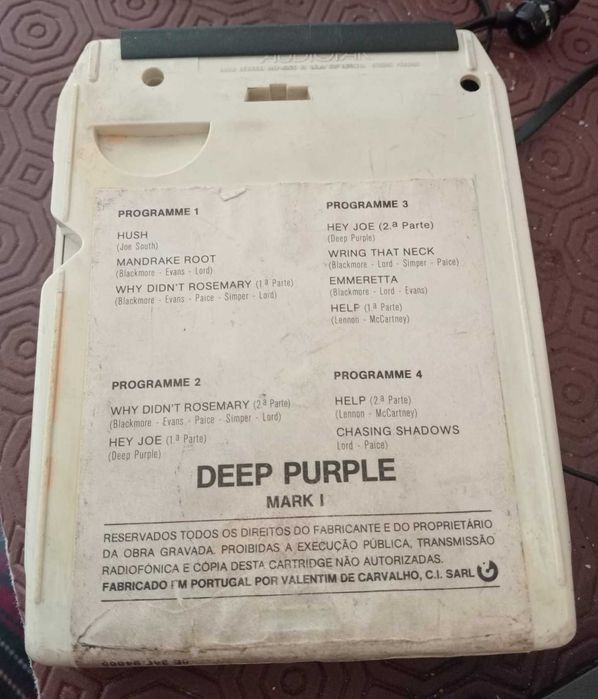 AUDIOPAK
PROGRAMME 1
HUSH
(Joe South)
MANDRAKE ROOT
(Blackmore - Evans - Lord)
WHY DIDN'T ROSEMARY (1ª Parte)
(Blackmore - Evans - Paice - Simper - Lord)
PROGRAMME 2
WHY DIDN'T ROSEMARY (2ª Parte)
(Blackmore - Evans - Paice - Simper - Lord)
HEY JOE (1ª Parte)
(Deep Purple)
PROGRAMME 3
HEY JOE (2.ª Parte)
(Deep Purple)
WRING THAT NECK
(Blackmore - Lord - Simper - Paice)
EMMERETTA
(Blackmore - Lord - Evans)
HELP (1.ª Parte)
(Lennon - McCartney)
PROGRAMME 4
HELP (2ª Parte)
(Lennon - McCartney)
CHASING SHADOWS
Lord - Paice)
DEEP PURPLE
MARK I
RESERVADOS TODOS OS DIREITOS DO FABRICANTE E DO PROPRIETÁRIO
DA OBRA GRAVADA. PROIBIDAS A EXECUÇÃO PÚBLICA, TRANSMISSÃO
RADIOFÓNICA E CÓPIA DESTA CARTRIDGE NÃO AUTORIZADAS.
FABRICADO EM PORTUGAL POR VALENTIM DE CARVALHO, C.I. SARL